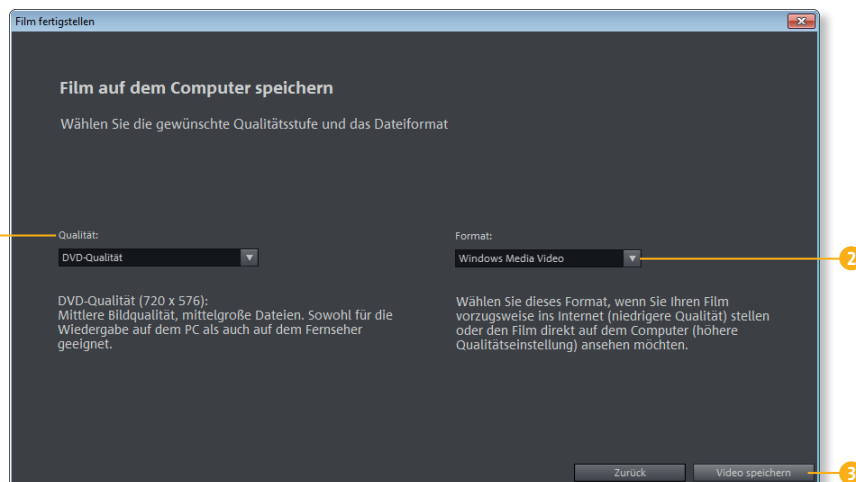 Film fertigstellen
Film auf dem Computer speichern
Wählen Sie die gewünschte Qualitätsstufe und das Dateiformat
Qualität:
DVD-Qualität
DVD-Qualität (720 x 576):
Mittlere Bildqualität, mittelgroße Dateien. Sowohl für die
Wiedergabe auf dem PC als auch auf dem Fernseher
geeignet.
Format:
Windows Media Video
2
Wählen Sie dieses Format, wenn Sie Ihren Film
vorzugsweise ins Internet (niedrigere Qualität) stellen
oder den Film direkt auf dem Computer (höhere
Qualitätseinstellung) ansehen möchten.
Zurück
Video speichern
3